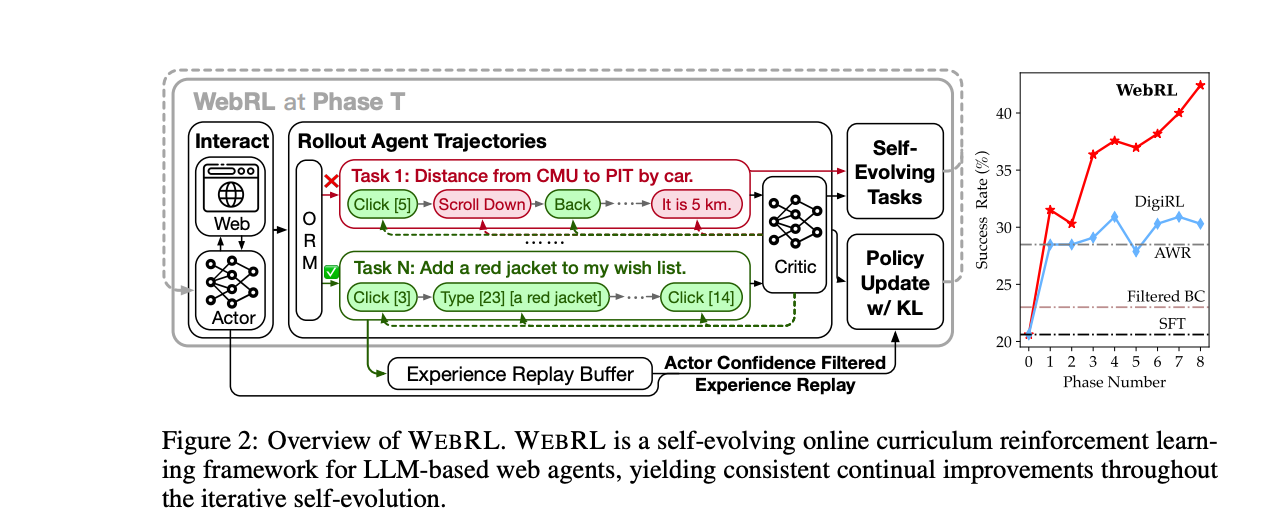 WebRL at Phase T
Interact
Web
Actor
Rollout Agent Trajectories
O
R
M
Task 1: Distance from CMU to PIT by car.
Click [5]
Scroll Down
Back
It is 5 km.
Task N: Add a red jacket to my wish list.
Click [3]
Type [23] [a red jacket]
Click [14]
Critic
Self-
Evolving
Tasks
Policy
Update
w/ KL
Experience Replay Buffer
Actor Confidence Filtered
Experience Replay
Success Rate (%)
40
35
30
25
20
WebRL
DigiRL
AWR
Filtered BC
SFT
0 1 2 3 4 5 6 7 8
Phase Number
Figure 2: Overview of WEBRL. WEBRL is a self-evolving online curriculum reinforcement learn-
ing framework for LLM-based web agents, yielding consistent continual improvements throughout
the iterative self-evolution.